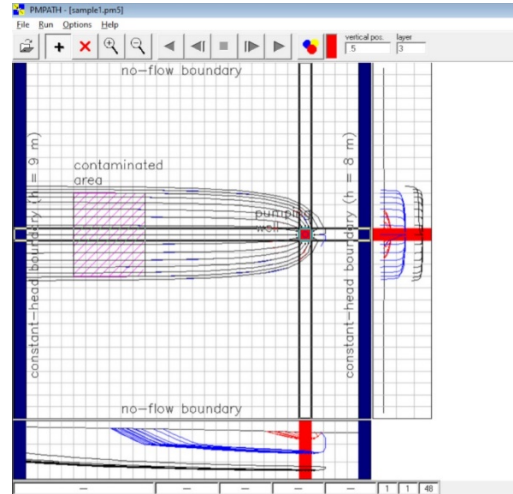 PMPATH - [sample1.pm5]
File Run Options Help
vertical pos.
layer
.5
3
no-flow boundary
constant-head boundary (h = 9 m)
contaminated
area
pumping
well
constant-head boundary (h = 8 m)
no-flow boundary
1 1 48